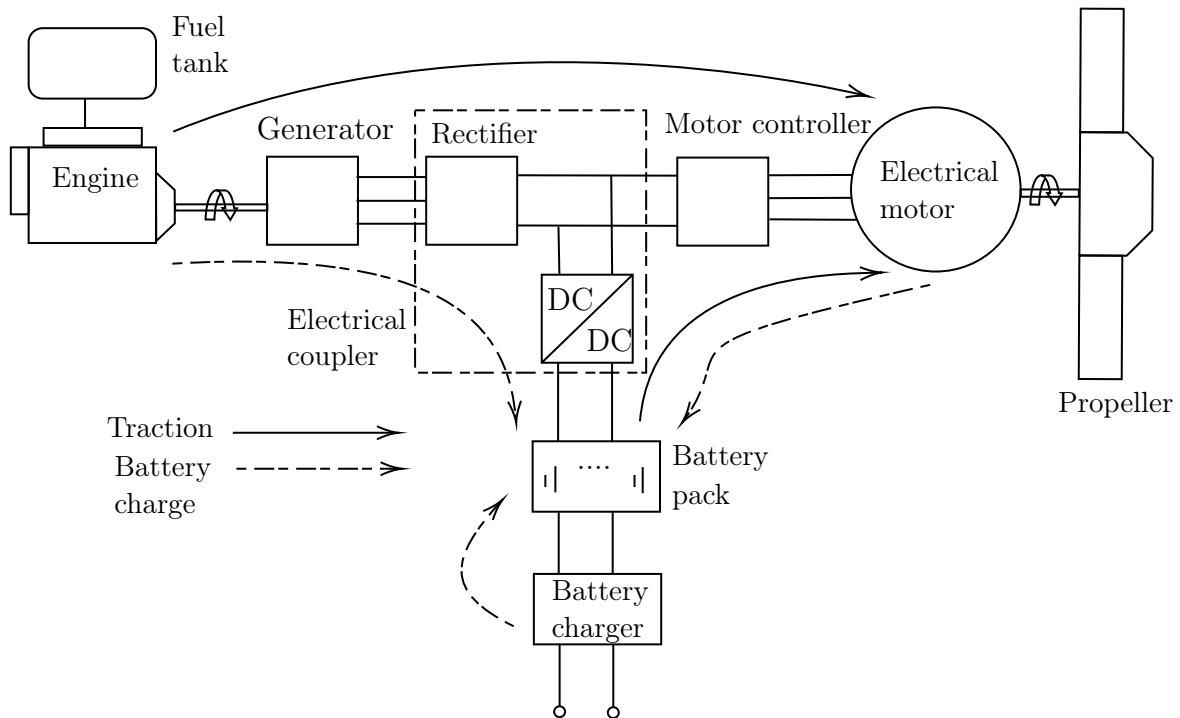 Fuel
tank
Generator
Rectifier
Motor controller
Engine
Electrical
motor
DC
DC
Electrical
coupler
Propeller
Traction
Battery
charge
Battery
pack
Battery
charger